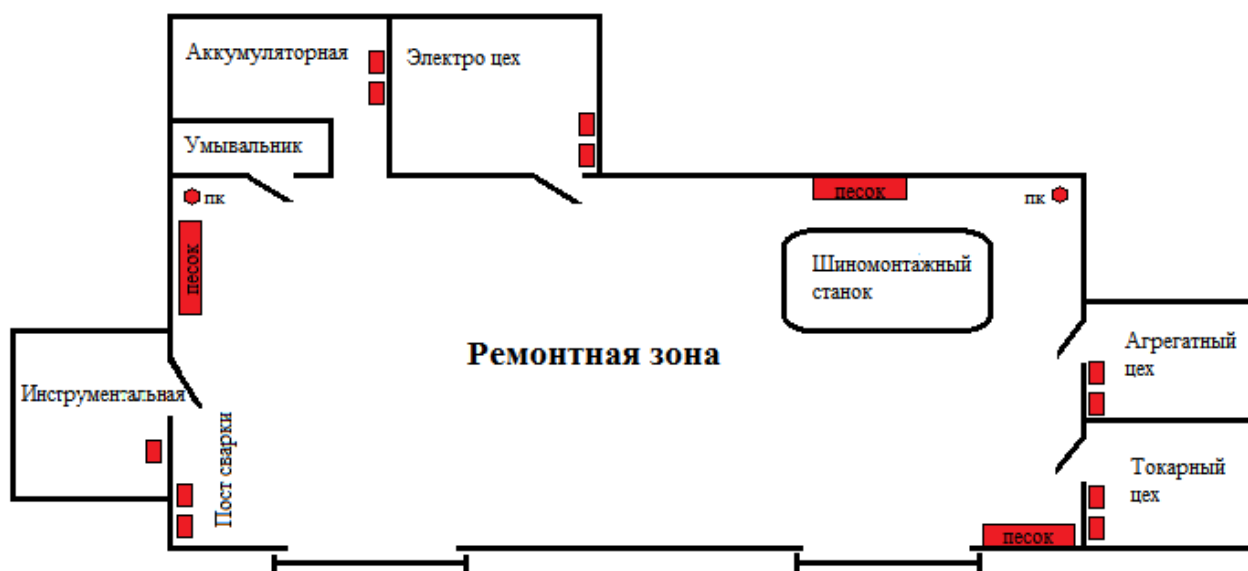 Аккумуляторная
Электро цех
Умывальник
пк
песок
пк
песок
Шиномонтажный
станок
Ремонтная зона
Агрегатный
цех
Инструментальная
Пост сварки
Токарный
цех
песок